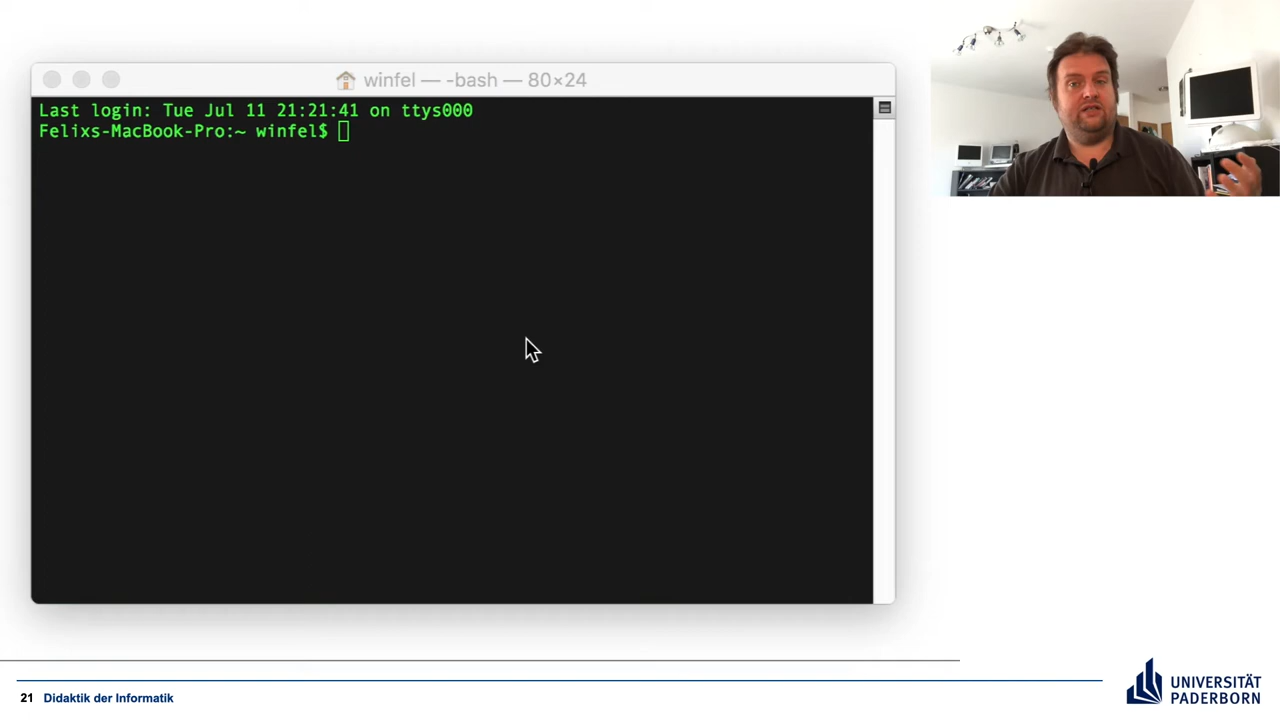 winfel — -bash — 80×24
Last login: Tue Jul 11 21:21:41 on ttys000
Felixs-MacBook-Pro:~ winfel$
21 Didaktik der Informatik
UNIVERSITÄT
PADERBORN